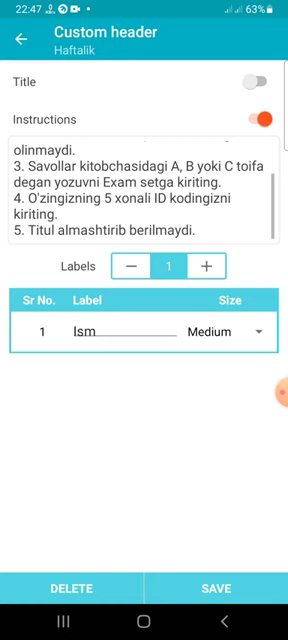 22:47 63%
Custom header
Haftalik
Title
Instructions
olinmaydi.
3. Savollar kitobchasidagi A, B yoki C toifa
degan yozuvni Exam setga kiriting.
4. O'zingizning 5 xonali ID kodingizni
kiriting.
5. Titul almashtirib berilmaydi.
Labels 1
Sr No. Label Size
1 Ism Medium
DELETE SAVE